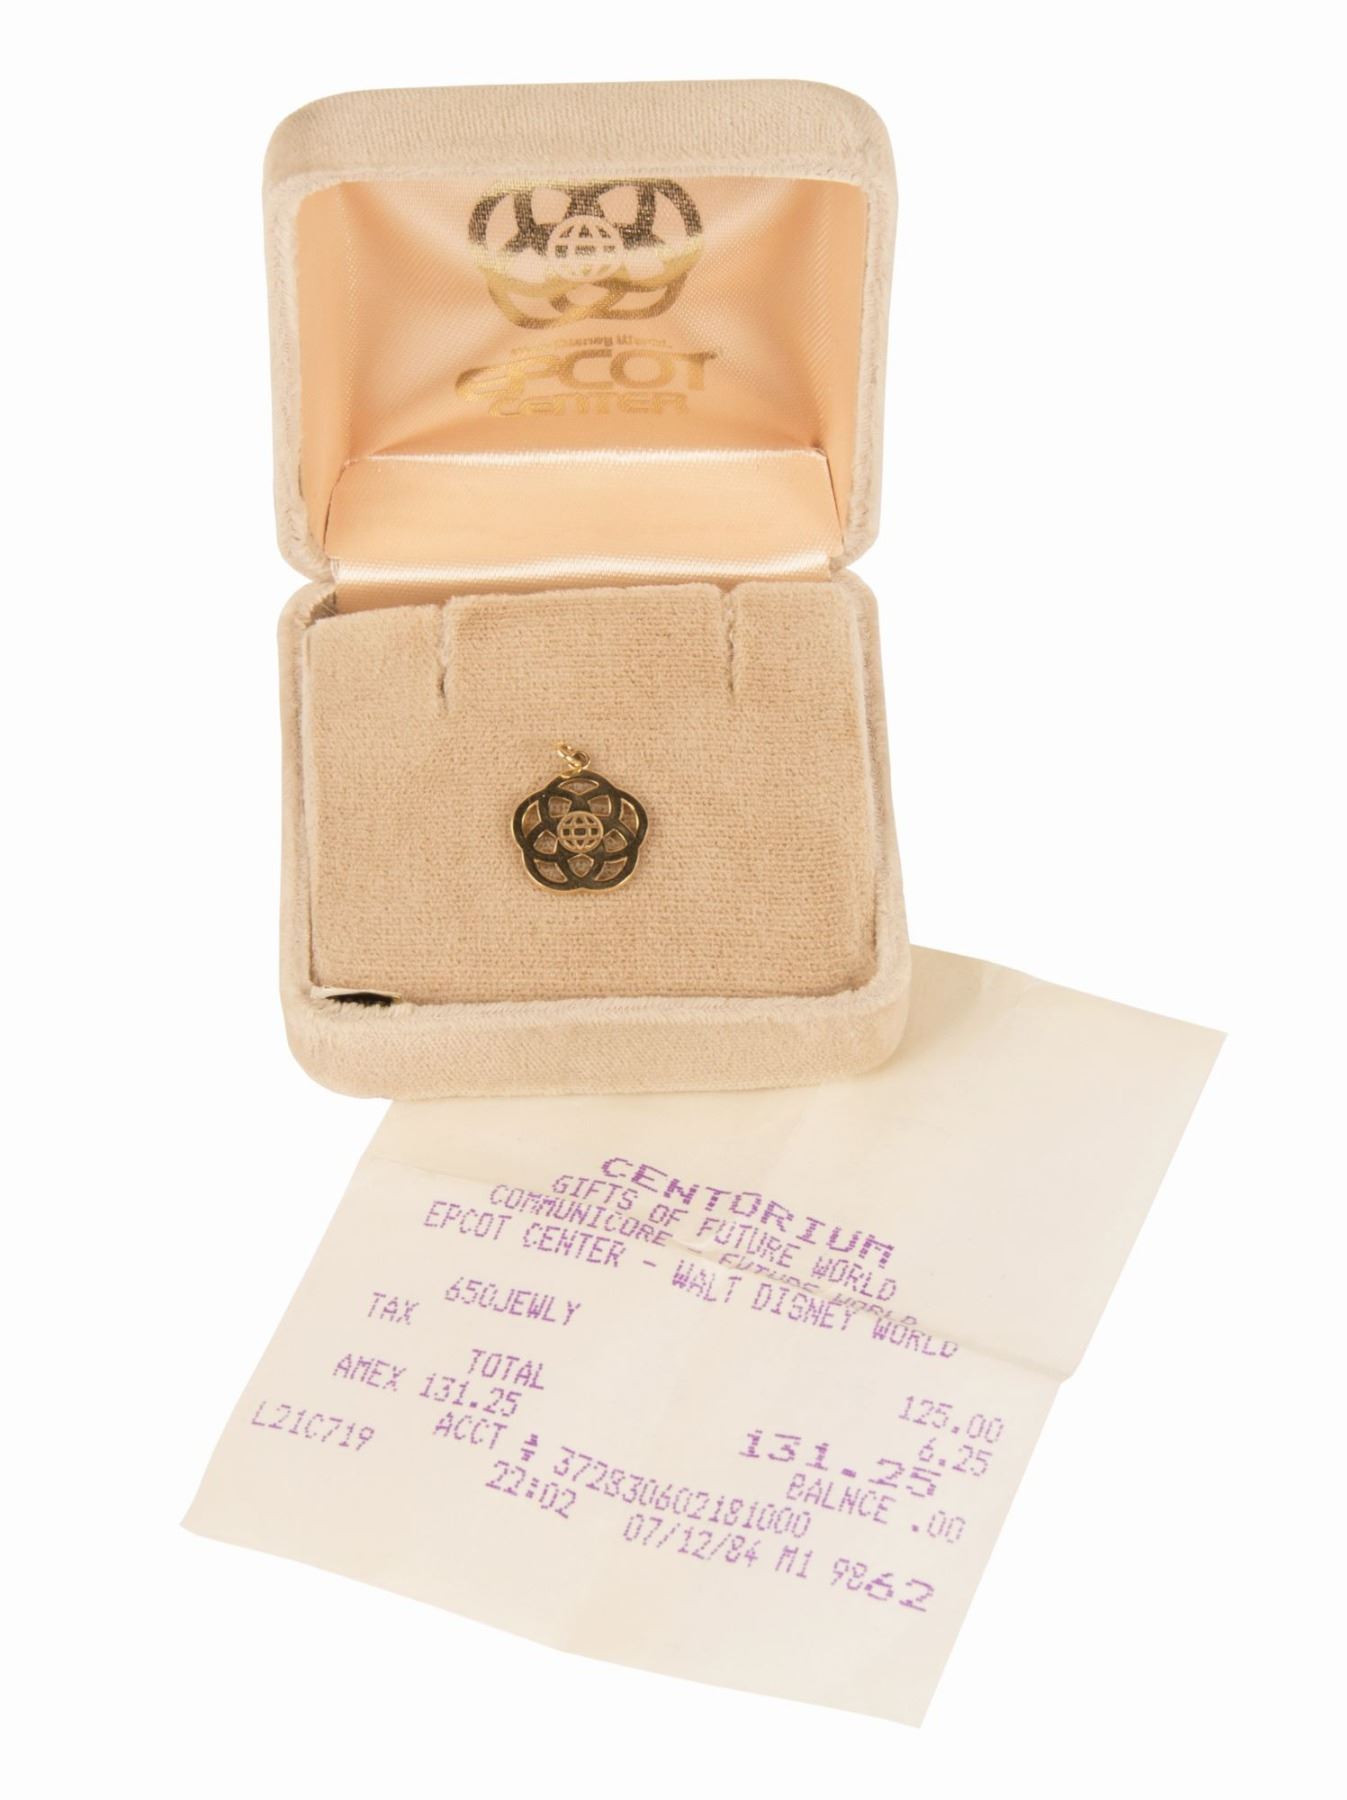 Walt Disney World
EPCOT
CENTER
CENTORIUM
GIFTS OF FUTURE WORLD
COMMUNICORE - FUTURE WORLD
EPCOT CENTER - WALT DISNEY WORLD
650JEWLY 125.00
TAX 6.25
TOTAL 131.25
AMEX 131.25 BALNCE .00
ACCT # 372830602181000
L21C719 22:02 07/12/84 M1 9862